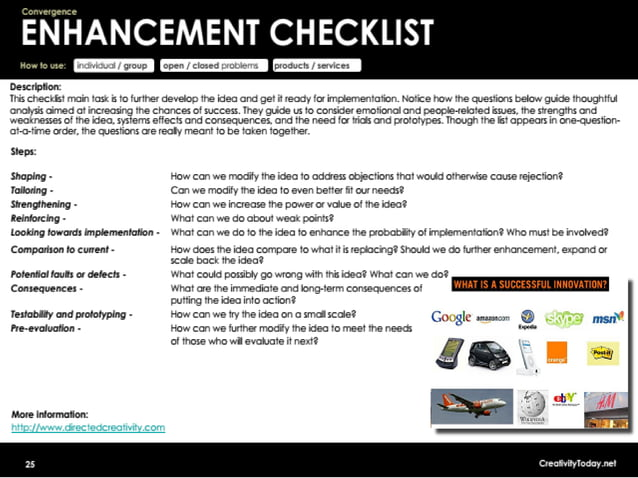 Convergence
ENHANCEMENT CHECKLIST
How to use: individual / group open / closed problems products / services
Description:
This checklist main task is to further develop the idea and get it ready for implementation. Notice how the questions below guide thoughtful
analysis aimed at increasing the chances of success. They guide us to consider emotional and people-related issues, the strengths and
weaknesses of the idea, systems effects and consequences, and the need for trials and prototypes. Though the list appears in one-question-
at-a-time order, the questions are really meant to be taken together.
Steps:
Shaping - How can we modify the idea to address objections that would otherwise cause rejection?
Tailoring - Can we modify the idea to even better fit our needs?
Strengthening - How can we increase the power or value of the idea?
Reinforcing - What can we do about weak points?
Looking towards implementation - What can we do to the idea to enhance the probability of implementation? Who must be involved?
Comparison to current - How does the idea compare to what it is replacing? Should we do further enhancement, expand or
scale back the idea?
Potential faults or defects - What could possibly go wrong with this idea? What can we do?
Consequences - What are the immediate and long-term consequences of
putting the idea into action?
Testability and prototyping - How can we try the idea on a small scale?
Pre-evaluation - How can we further modify the idea to meet the needs
of those who will evaluate it next?
WHAT IS A SUCCESSFUL INNOVATION?
Google amazon.com Expedia skype msn
orange Post-it
WIKIPEDIA ebY H&M
More information:
http://www.directedcreativity.com
25
CreativityToday.net